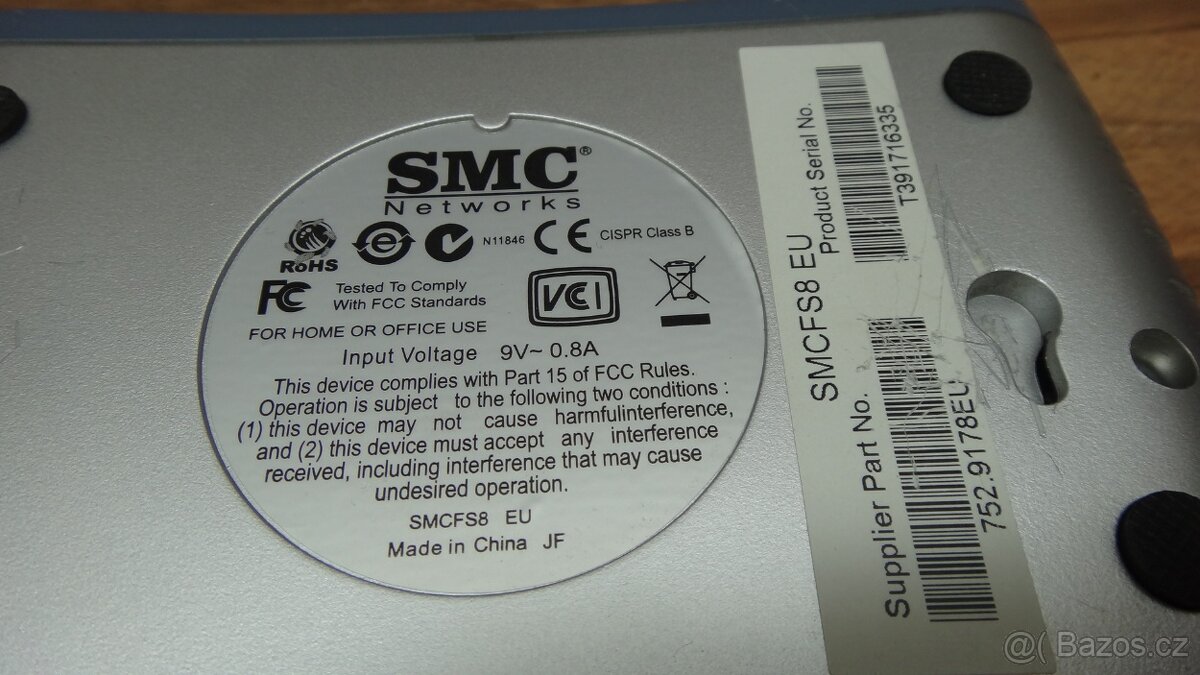 SMC®
Networks
RoHS
e
N11846
CE
CISPR Class B
FC
Tested To Comply
With FCC Standards
VCI
FOR HOME OR OFFICE USE
Input Voltage 9V~ 0.8A
This device complies with Part 15 of FCC Rules.
Operation is subject to the following two conditions :
(1) this device may not cause harmfulinterference,
and (2) this device must accept any interference
received, including interference that may cause
undesired operation.
SMCFS8 EU
Made in China JF
SMCFS8 EU
Product Serial No.
T391716335
Supplier Part No.
752.9178EU
@( Bazos.cz